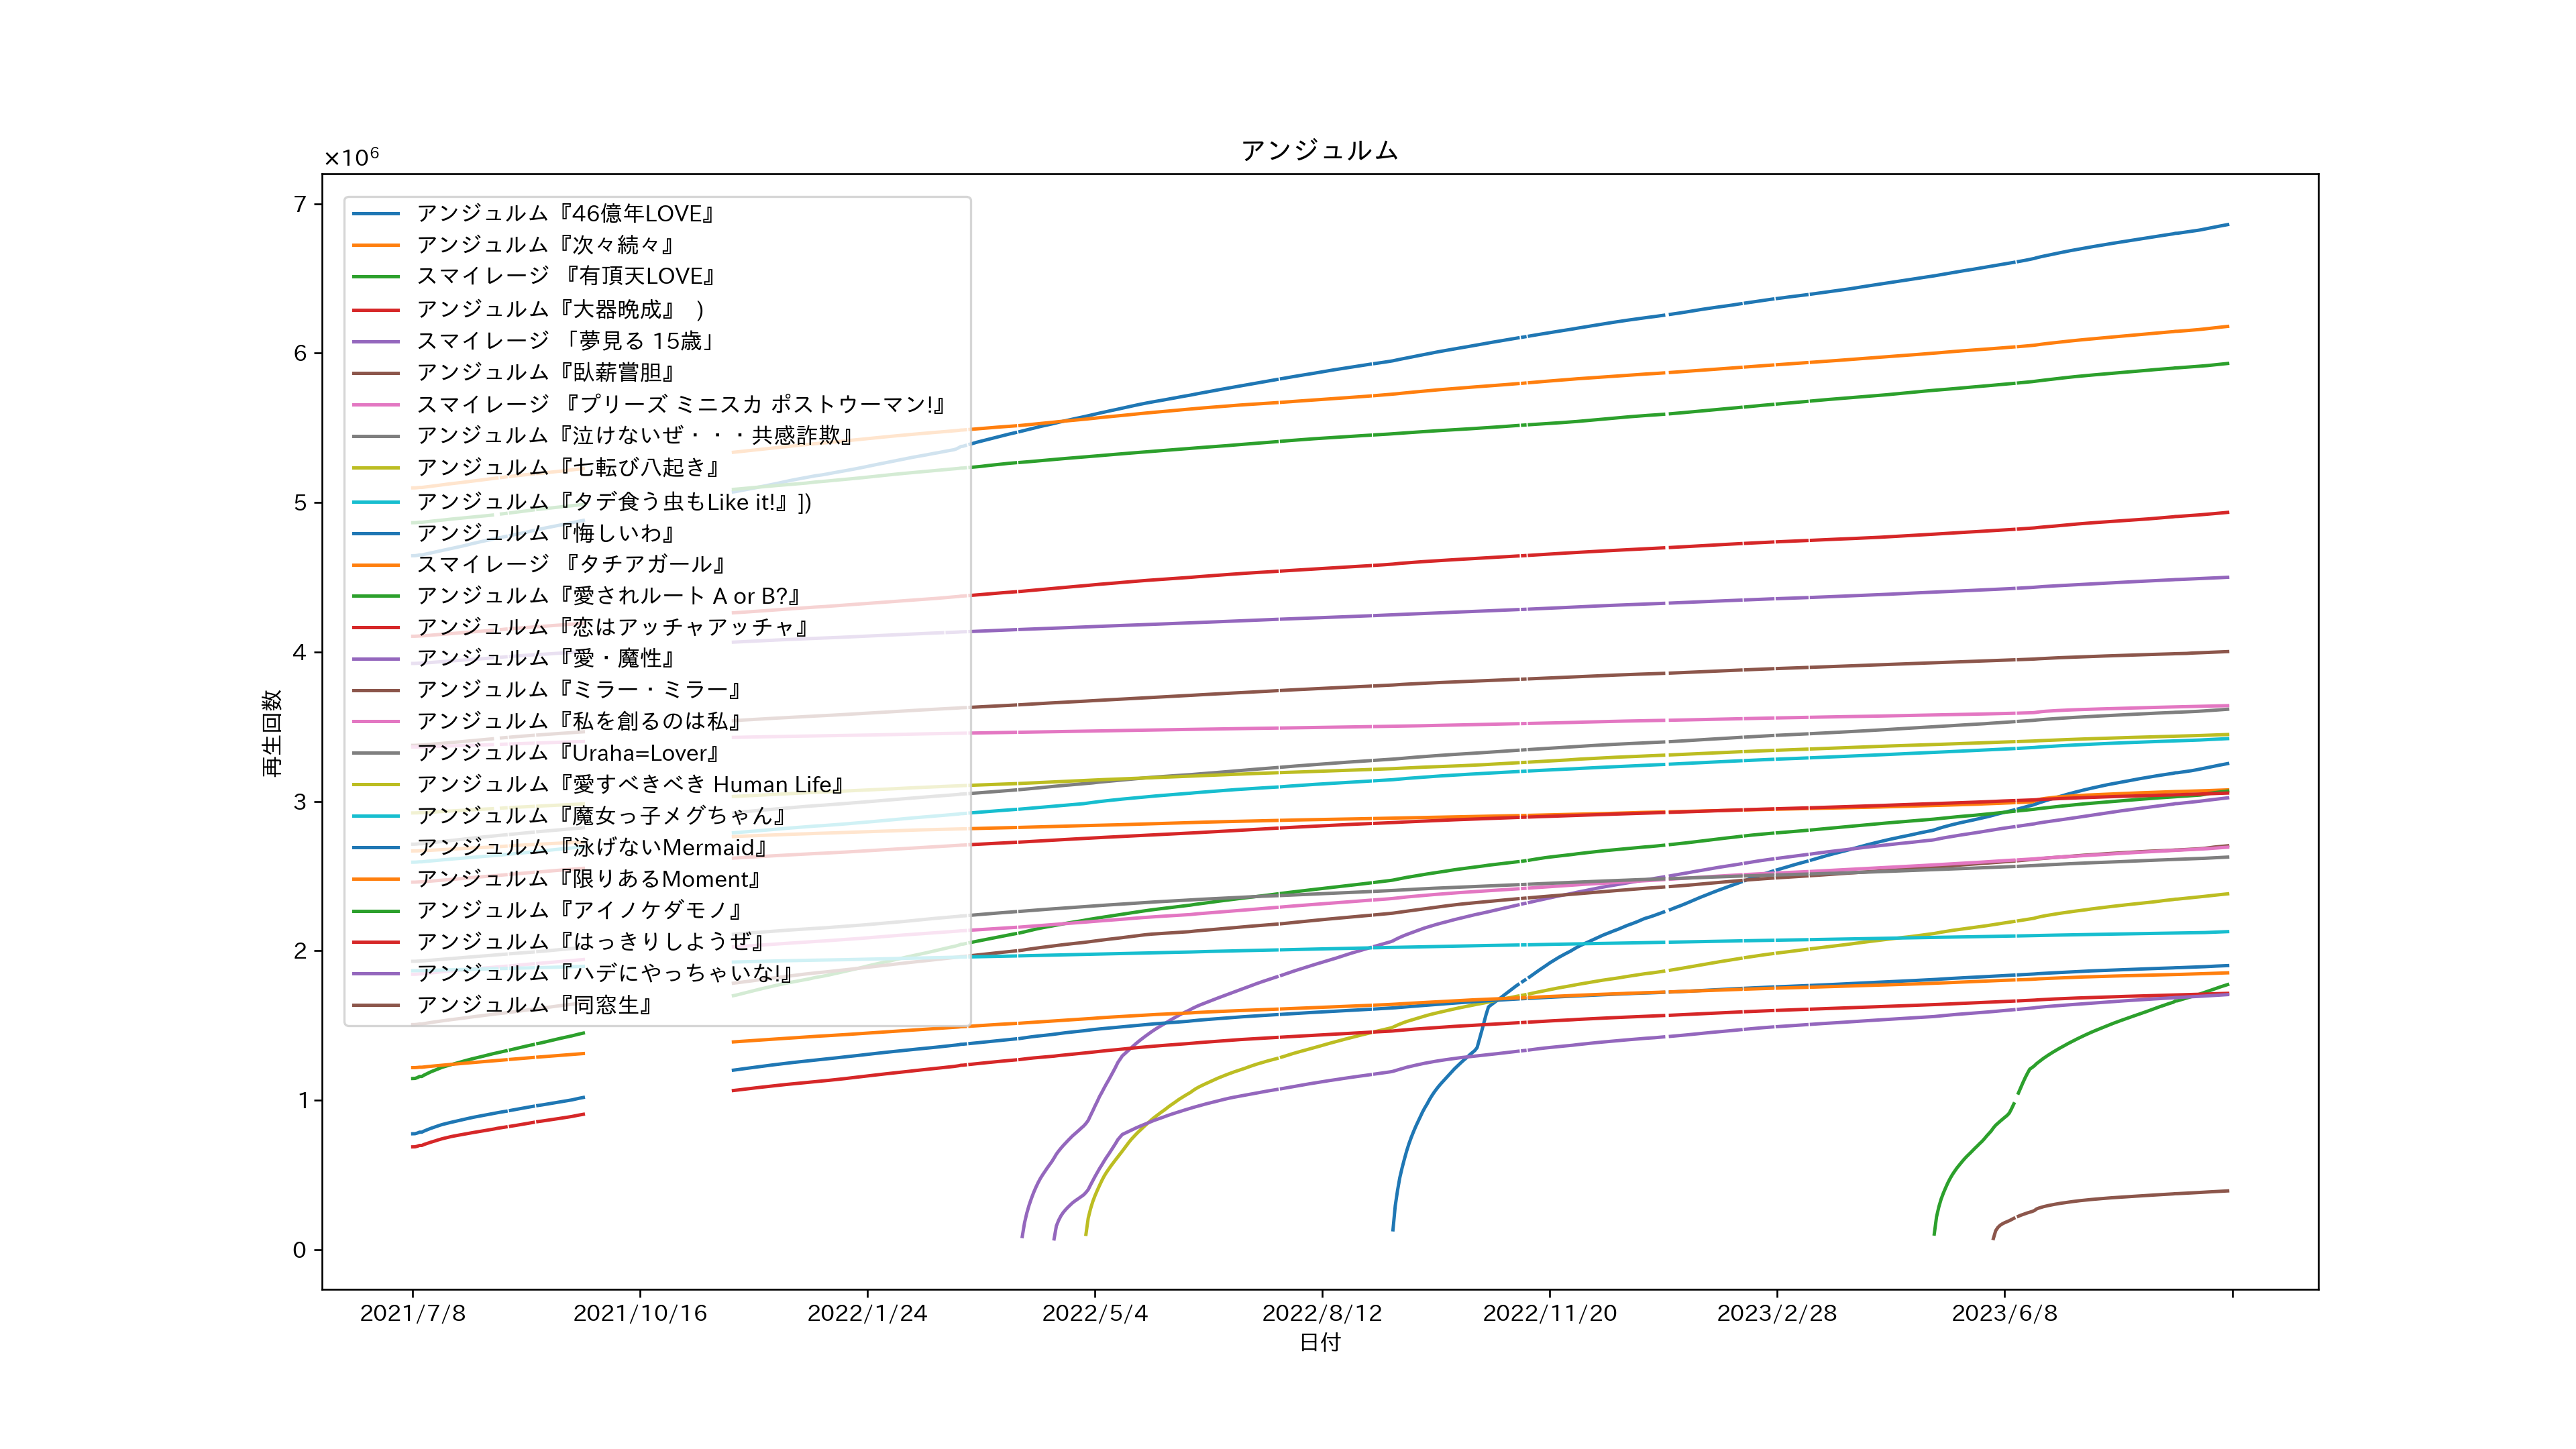 アンジュルム
×10⁶
7
6
5
4
3
2
1
0
再生回数
アンジュルム『46億年LOVE』
アンジュルム『次々続々』
スマイレージ 『有頂天LOVE』
アンジュルム『大器晩成』 )
スマイレージ 「夢見る 15歳」
アンジュルム『臥薪嘗胆』
スマイレージ 『プリーズ ミニスカ ポストウーマン!』
アンジュルム『泣けないぜ・・・共感詐欺』
アンジュルム『七転び八起き』
アンジュルム『タデ食う虫もLike it!』])
アンジュルム『悔しいわ』
スマイレージ 『タチアガール』
アンジュルム『愛されルート A or B?』
アンジュルム『恋はアッチャアッチャ』
アンジュルム『愛・魔性』
アンジュルム『ミラー・ミラー』
アンジュルム『私を創るのは私』
アンジュルム『Uraha=Lover』
アンジュルム『愛すべきべき Human Life』
アンジュルム『魔女っ子メグちゃん』
アンジュルム『泳げないMermaid』
アンジュルム『限りあるMoment』
アンジュルム『アイノケダモノ』
アンジュルム『はっきりしようぜ』
アンジュルム『ハデにやっちゃいな!』
アンジュルム『同窓生』
2021/7/8 2021/10/16 2022/1/24 2022/5/4 2022/8/12 2022/11/20 2023/2/28 2023/6/8
日付